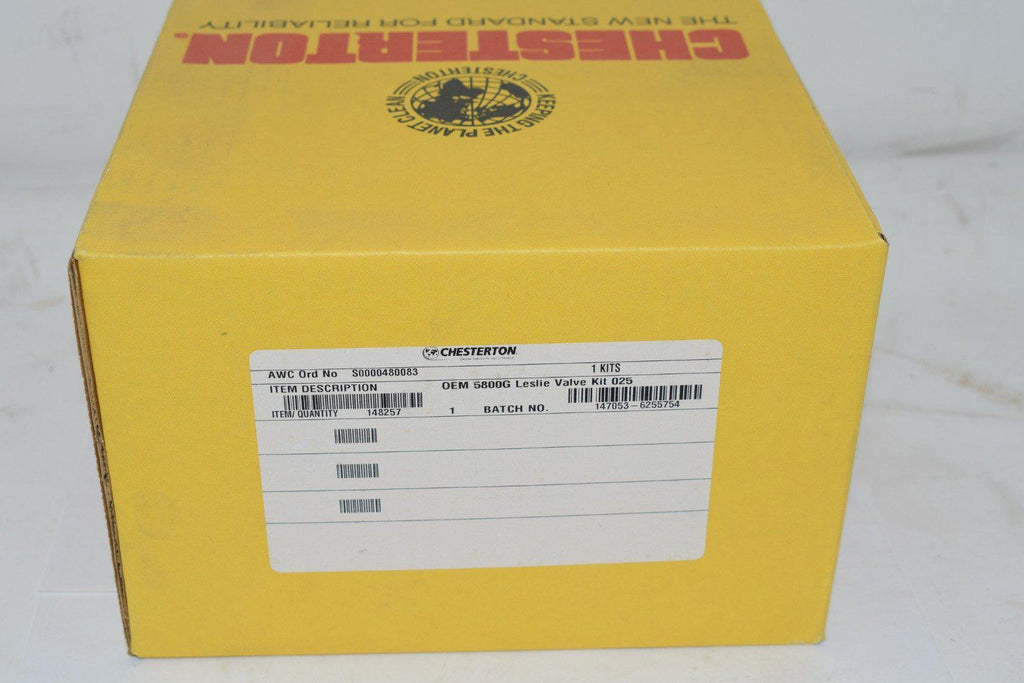 THE NEW STANDARD FOR RELIABILITY
CHESTERTON®
CHESTERTON
KEEPING THE PLANET CLEAN
CHESTERTON
AWC Ord No S0000480083 1 KITS
ITEM DESCRIPTION OEM 5800G Leslie Valve Kit 025
ITEM/ QUANTITY 148257 1 BATCH NO. 147053-6255754